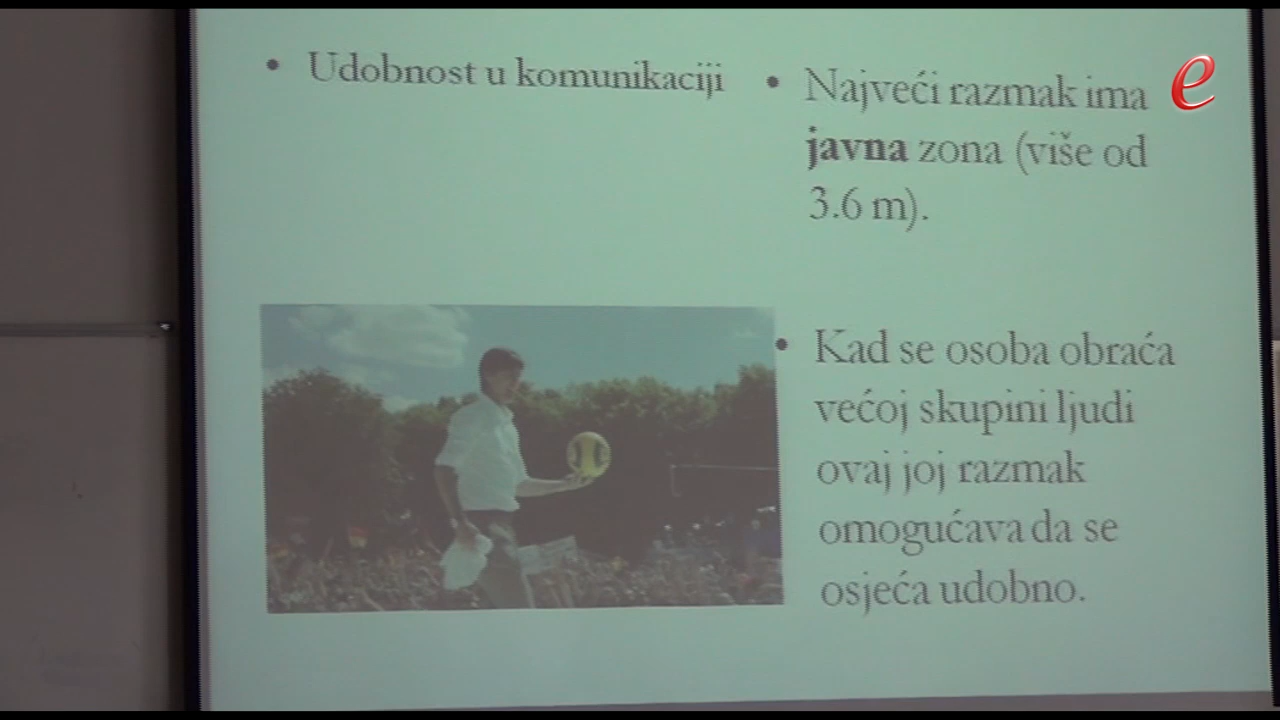 • Udobnost u komunikaciji
• Najveći razmak ima
javna zona (više od
3.6 m).
• Kad se osoba obraća
većoj skupini ljudi
ovaj joj razmak
omogućava da se
osjeća udobno.
e